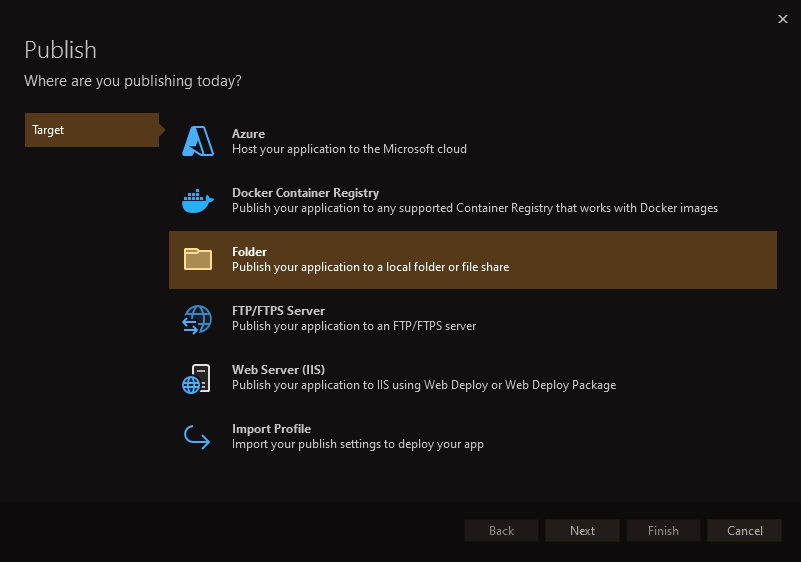 Publish
Where are you publishing today?
Target
Azure
Host your application to the Microsoft cloud
Docker Container Registry
Publish your application to any supported Container Registry that works with Docker images
Folder
Publish your application to a local folder or file share
FTP/FTPS Server
Publish your application to an FTP/FTPS server
Web Server (IIS)
Publish your application to IIS using Web Deploy or Web Deploy Package
Import Profile
Import your publish settings to deploy your app
Back
Next
Finish
Cancel